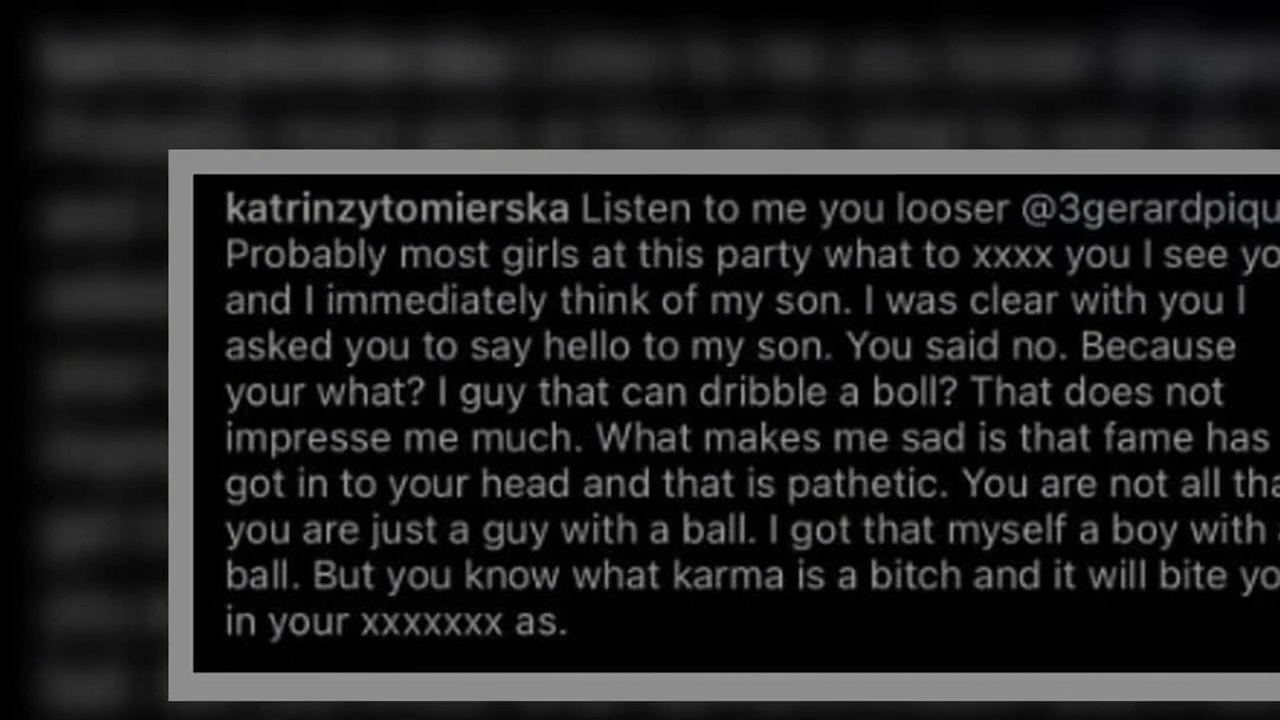 katrinzytomierska Listen to me you looser @3gerardpiqu
Probably most girls at this party what to xxxx you I see yo
and I immediately think of my son. I was clear with you I
asked you to say hello to my son. You said no. Because
your what? I guy that can dribble a boll? That does not
impresse me much. What makes me sad is that fame has
got in to your head and that is pathetic. You are not all tha
you are just a guy with a ball. I got that myself a boy with
ball. But you know what karma is a bitch and it will bite yo
in your xxxxxxx as.